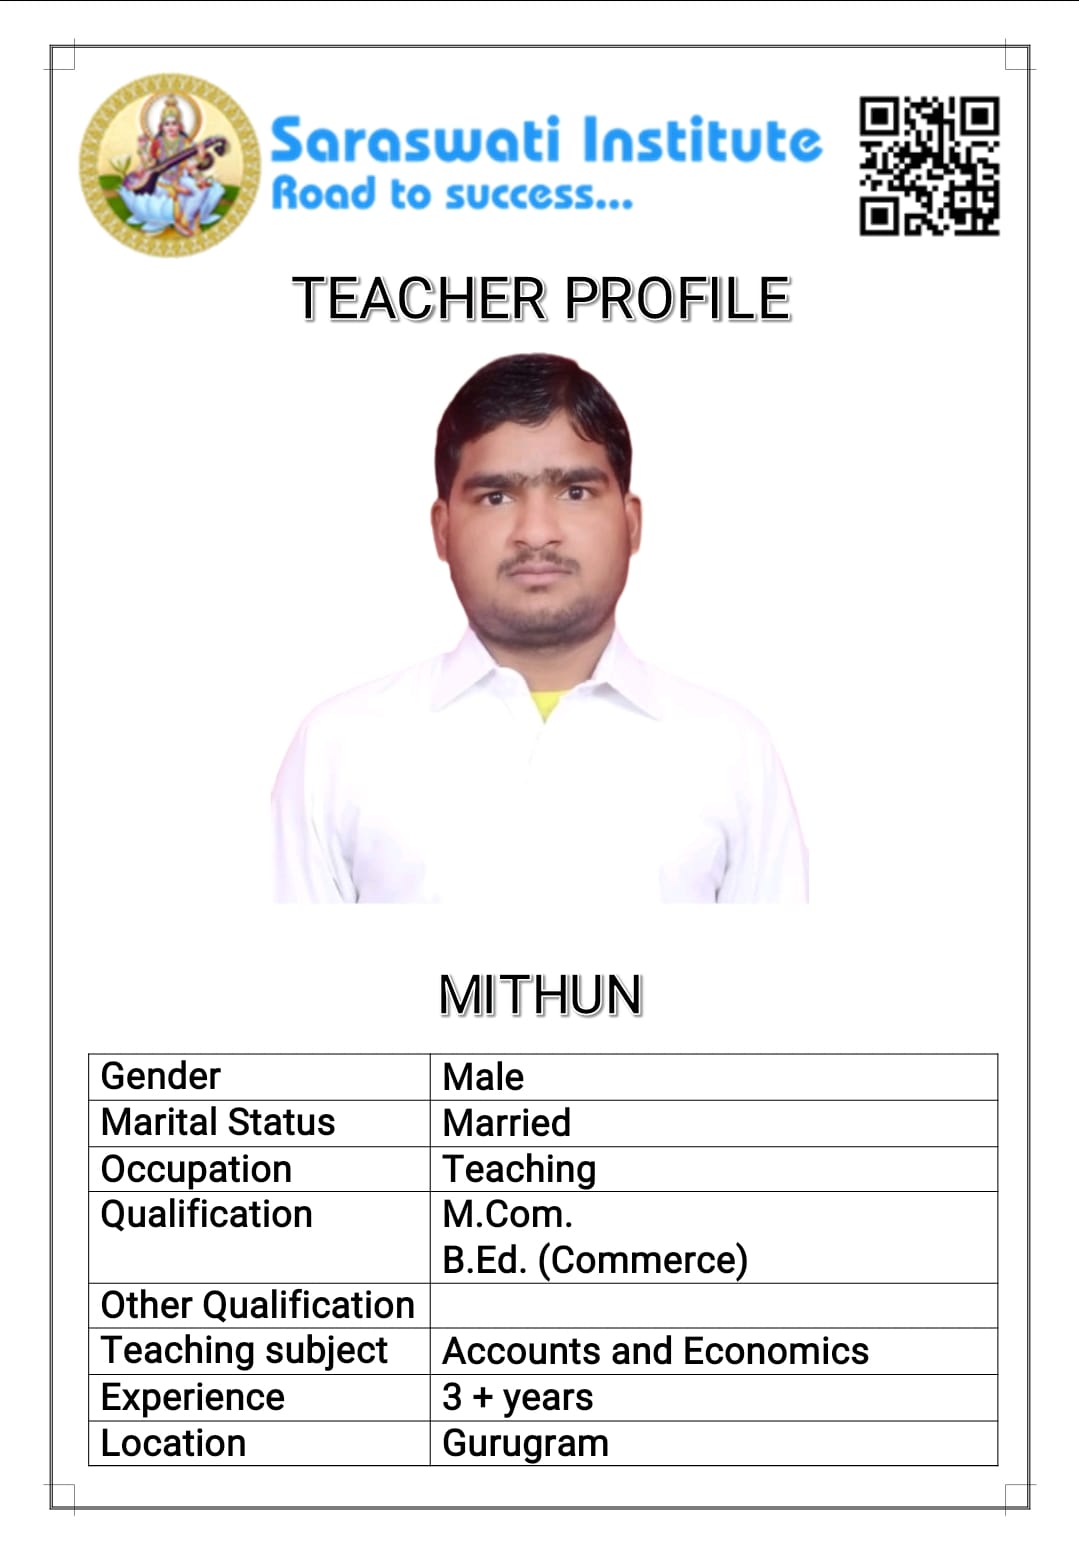 Saraswati Institute
Road to success...
TEACHER PROFILE
MITHUN
Gender Male
Marital Status Married
Occupation Teaching
Qualification M.Com.
B.Ed. (Commerce)
Other Qualification
Teaching subject Accounts and Economics
Experience 3 + years
Location Gurugram